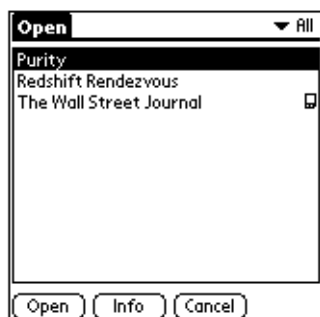 Open All
Purity
Redshift Rendezvous
The Wall Street Journal
Open Info Cancel